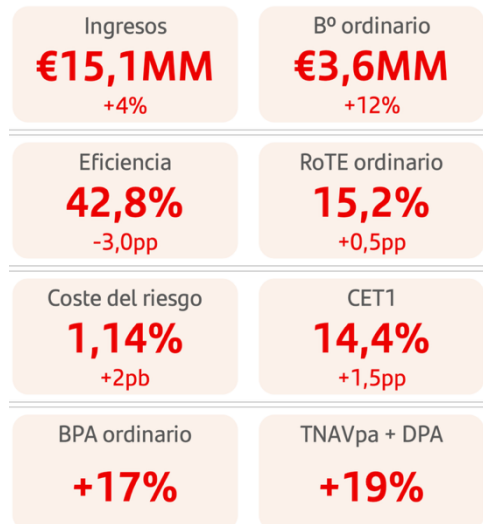 Ingresos
€15,1MM
+4%
Bº ordinario
€3,6MM
+12%
Eficiencia
42,8%
-3,0pp
RoTE ordinario
15,2%
+0,5pp
Coste del riesgo
1,14%
+2pb
CET1
14,4%
+1,5pp
BPA ordinario
+17%
TNAVpa + DPA
+19%